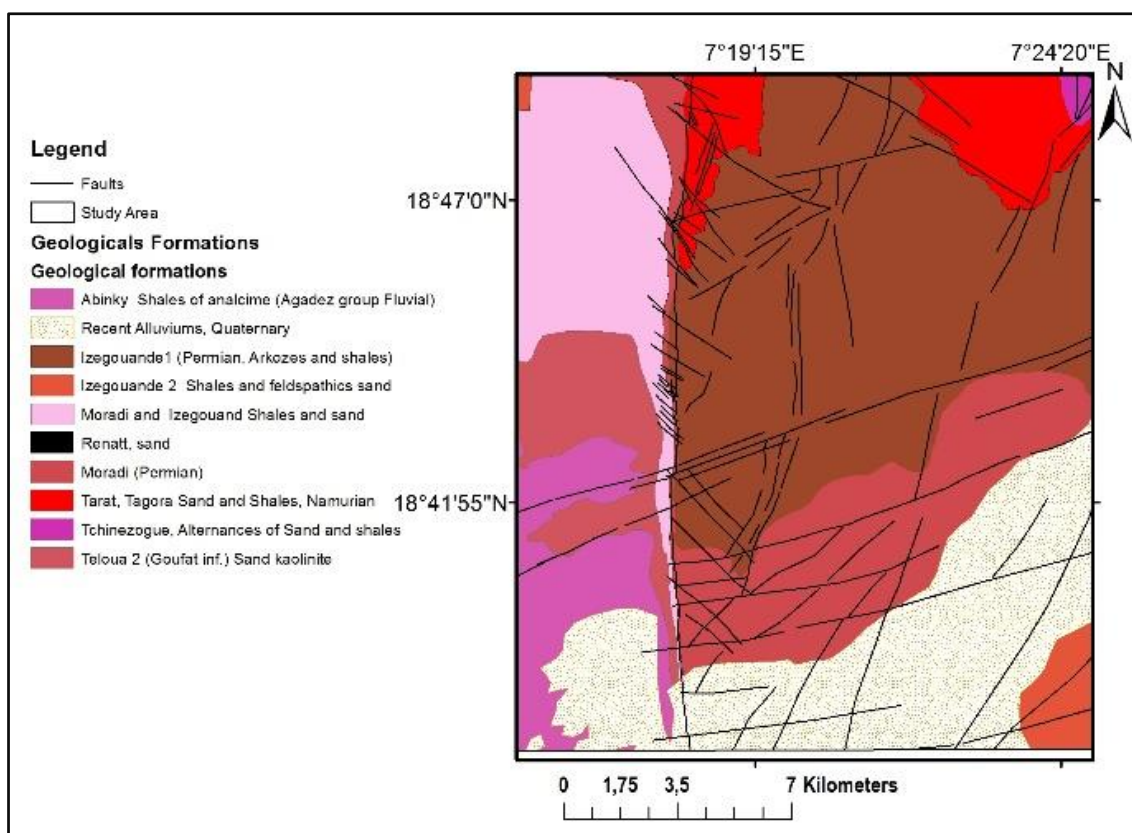 7°19'15"E
7°24'20"E
N
Legend
Faults
Study Area
18°47'0"N
Geologicals Formations
Geological formations
Abinky Shales of analcime (Agadez group Fluvial)
Recent Alluviums, Quaternary
Izegouande1 (Permian. Arkozes and shales)
Izegouande 2 Shales and feldspathics sand
Moradi and Izegouand Shales and sand
Renatt, sand
Moradi (Permian)
Tarat, Tagora Sand and Shales, Namurian
18°41'55"N
Tchinezogue, Alternances of Sand and shales
Teloua 2 (Goufat inf.) Sand kaolinite
0 1,75 3,5 7 Kilometers